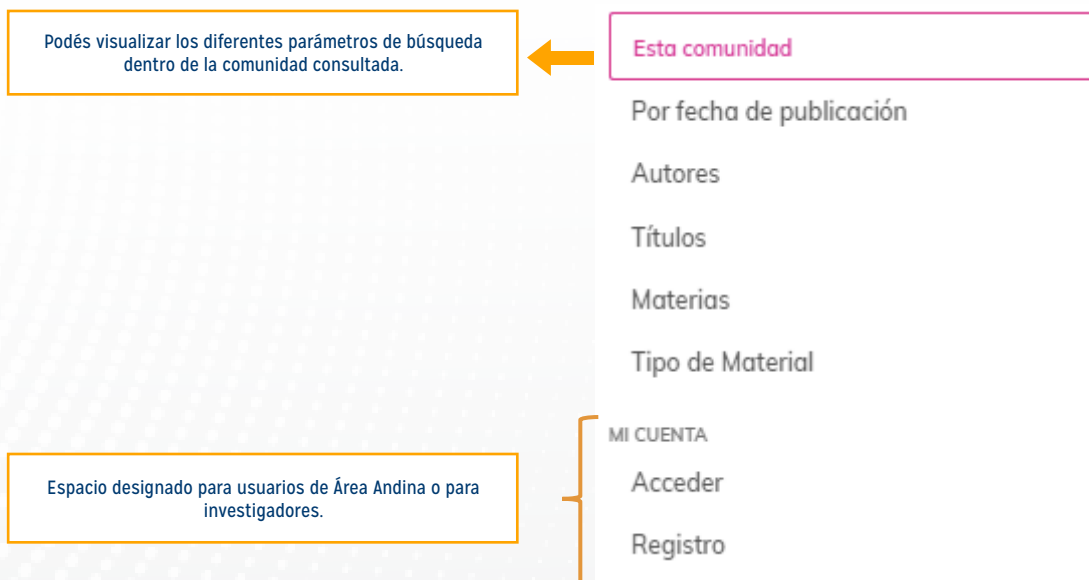 Podés visualizar los diferentes parámetros de búsqueda
dentro de la comunidad consultada.
Esta comunidad
Por fecha de publicación
Autores
Títulos
Materias
Tipo de Material
MI CUENTA
Espacio designado para usuarios de Área Andina o para
investigadores.
Acceder
Registro